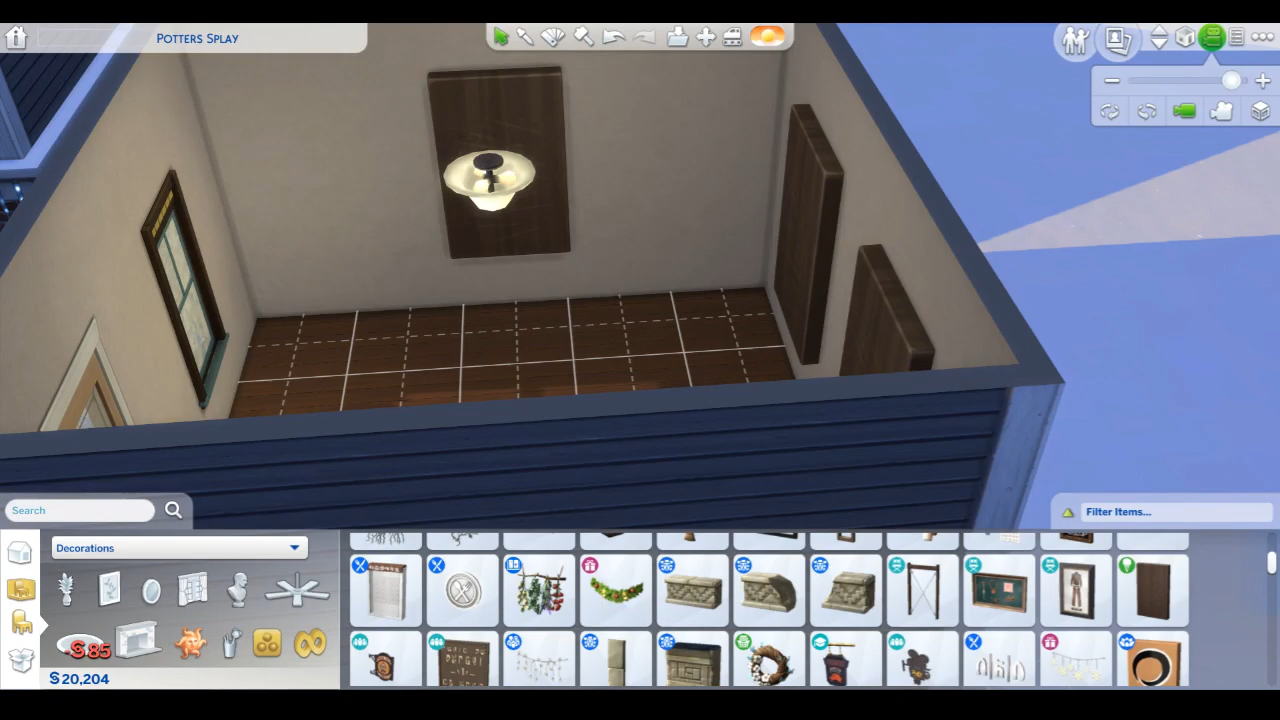 POTTERS SPLAY
Search
Filter Items...
Decorations
§85
§20,204